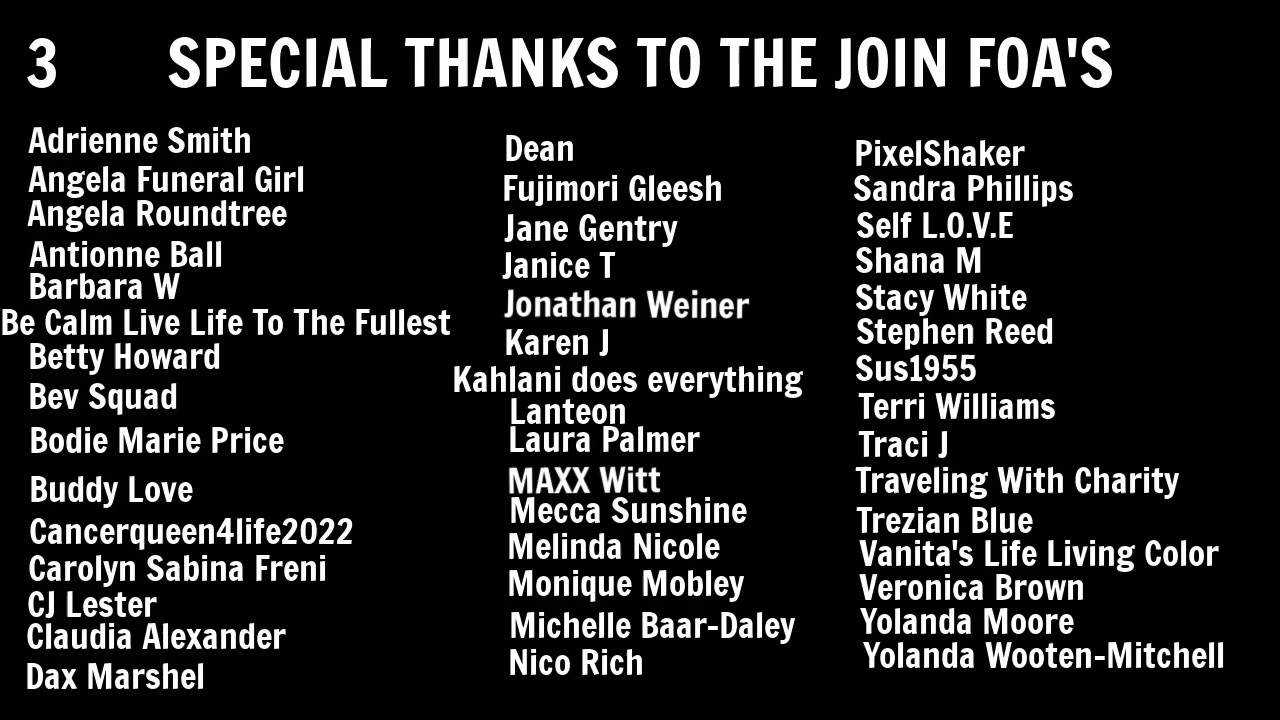 3 SPECIAL THANKS TO THE JOIN FOA'S
Adrienne Smith
Angela Funeral Girl
Angela Roundtree
Antionne Ball
Barbara W
Be Calm Live Life To The Fullest
Betty Howard
Bev Squad
Bodie Marie Price
Buddy Love
Cancerqueen4life2022
Carolyn Sabina Freni
CJ Lester
Claudia Alexander
Dax Marshel
Dean
Fujimori Gleesh
Jane Gentry
Janice T
Jonathan Weiner
Karen J
Kahlani does everything
Lanteon
Laura Palmer
MAXX Witt
Mecca Sunshine
Melinda Nicole
Monique Mobley
Michelle Baar-Daley
Nico Rich
PixelShaker
Sandra Phillips
Self L.O.V.E
Shana M
Stacy White
Stephen Reed
Sus1955
Terri Williams
Traci J
Traveling With Charity
Trezian Blue
Vanita's Life Living Color
Veronica Brown
Yolanda Moore
Yolanda Wooten-Mitchell